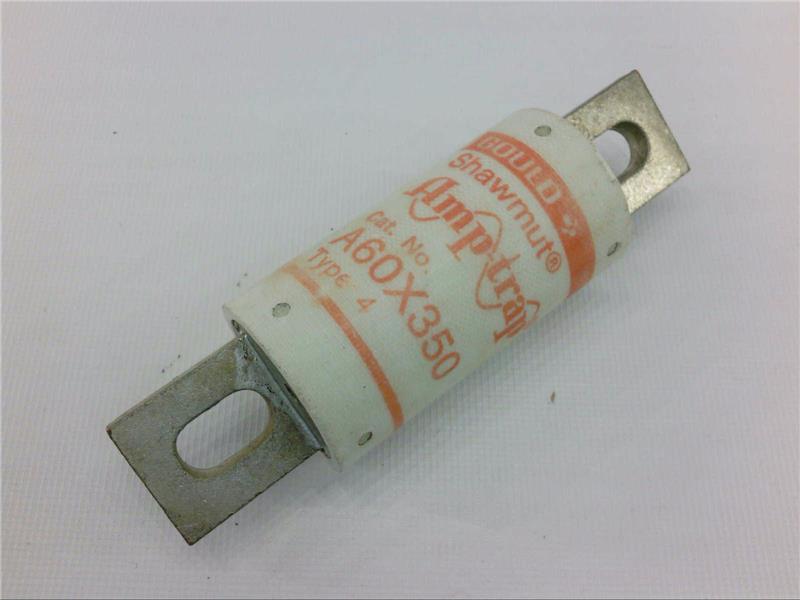 GOULD
Shawmut®
Amp-trap
Cat. No.
A60X350
Type 4